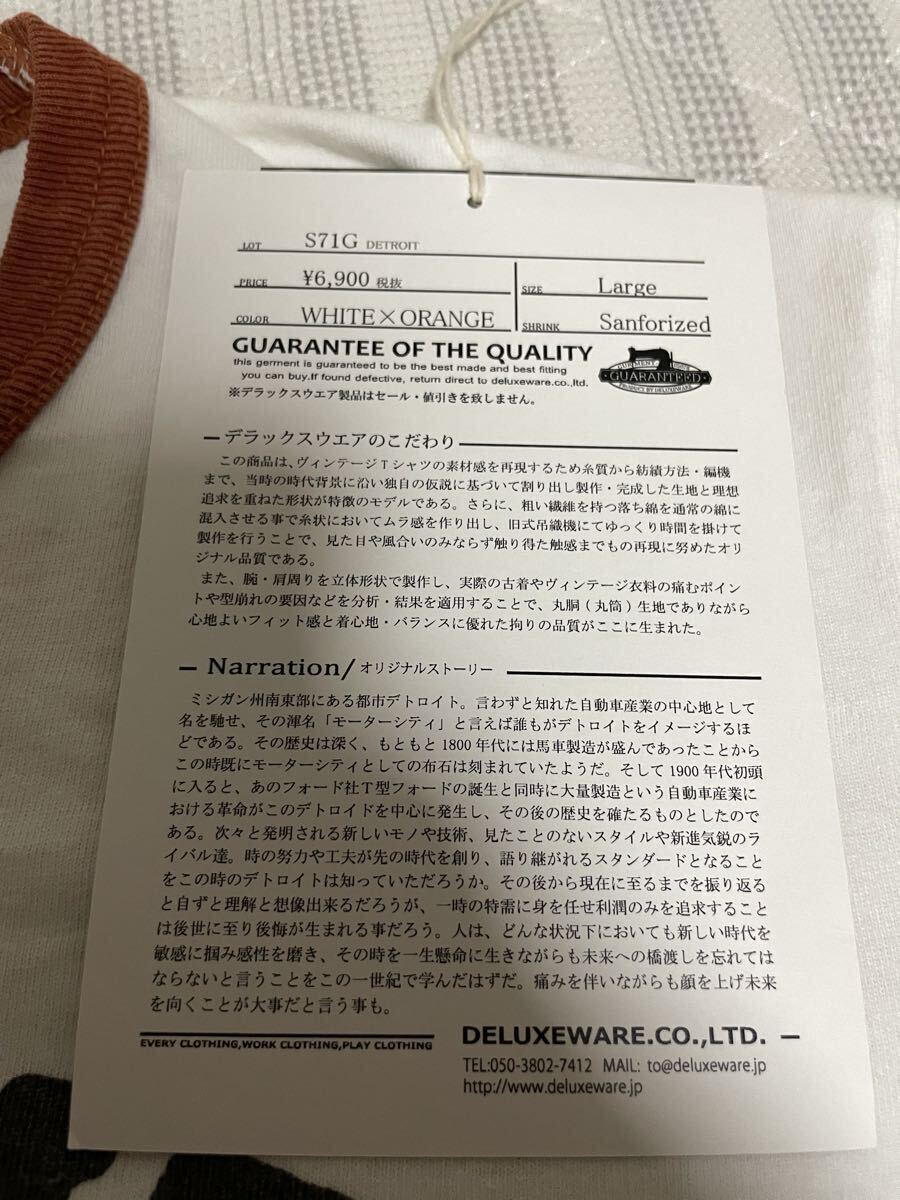 LOT S71G DETROIT
PRICE ¥6,900 税抜
SIZE Large
COLOR WHITE×ORANGE
SHRINK Sanforized
GUARANTEE OF THE QUALITY
this germent is guaranteed to be the best made and best fitting
you can buy.If found defective, return direct to deluxeware.co.,ltd.
GUARANTEED
PRODUCT BY DELUXEWARE
※デラックスウエア製品はセール・値引きを致しません。
デラックスウエアのこだわり
この商品は、ヴィンテージTシャツの素材感を再現するため糸質から紡績方法・編機
まで、当時の時代背景に沿い独自の仮説に基づいて割り出し製作・完成した生地と理想
追求を重ねた形状が特徴のモデルである。さらに、粗い繊維を持つ落ち綿を通常の綿に
混入させる事で糸状においてムラ感を作り出し、旧式吊織機にてゆっくり時間を掛けて
製作を行うことで、見た目や風合いのみならず触り得た触感までもの再現に努めたオリ
ジナル品質である。
また、腕・肩周りを立体形状で製作し、実際の古着やヴィンテージ衣料の痛むポイン
トや型崩れの要因などを分析・結果を適用することで、丸胴(丸筒)生地でありながら
心地よいフィット感と着心地・バランスに優れた拘りの品質がここに生まれた。
Narration/オリジナルストーリー
ミシガン州南東部にある都市デトロイト。言わずと知れた自動車産業の中心地として
名を馳せ、その渾名「モーターシティ」と言えば誰もがデトロイトをイメージするほ
どである。その歴史は深く、もともと1800年代には馬車製造が盛んであったことから
この時既にモーターシティとしての布石は刻まれていたようだ。そして1900年代初頭
に入ると、あのフォード社T型フォードの誕生と同時に大量製造という自動車産業に
おける革命がこのデトロイドを中心に発生し、その後の歴史を確たるものとしたので
ある。次々と発明される新しいモノや技術、見たことのないスタイルや新進気鋭のラ
イバル達。時の努力や工夫が先の時代を創り、語り継がれるスタンダードとなること
をこの時のデトロイトは知っていただろうか。その後から現在に至るまでを振り返る
と自ずと理解と想像出来るだろうが、一時の特需に身を任せ利潤のみを追求すること
は後世に至り後悔が生まれる事だろう。人は、どんな状況下においても新しい時代を
敏感に掴み感性を磨き、その時を一生懸命に生きながらも未来への橋渡しを忘れては
ならないと言うことをこの一世紀で学んだはずだ。痛みを伴いながらも顔を上げ未来
を向くことが大事だと言う事も。
EVERY CLOTHING,WORK CLOTHING,PLAY CLOTHING
DELUXEWARE.CO.,LTD.
TEL:050-3802-7412 MAIL: to@deluxeware.jp
http://www.deluxeware.jp